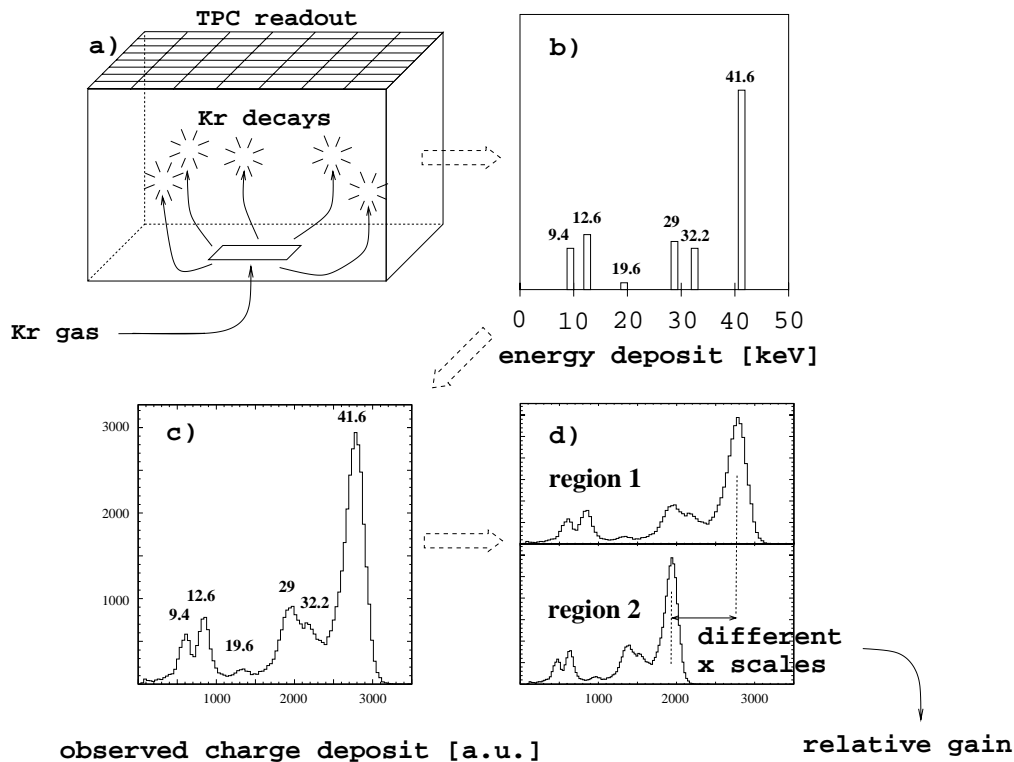 TPC readout
a)
Kr decays
Kr gas
b)
41.6
12.6
9.4
29
32.2
19.6
0 10 20 30 40 50
energy deposit [keV]
c)
41.6
3000
2000
1000
9.4
12.6
19.6
29
32.2
1000 2000 3000
observed charge deposit [a.u.]
d)
region 1
region 2
different
x scales
1000 2000 3000
relative gain